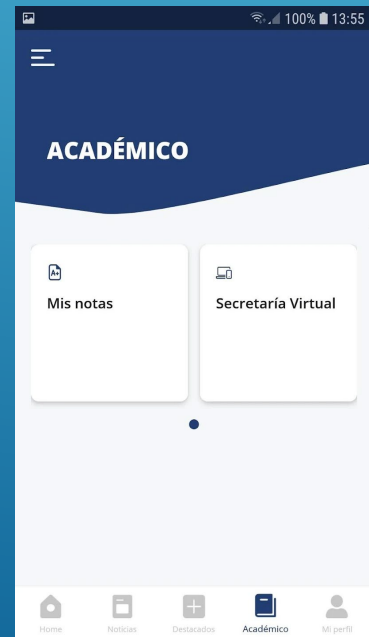 100% 13:55
ACADÉMICO
A+
Mis notas
Secretaría Virtual
Home
Noticias
Destacados
Académico
Mi perfil